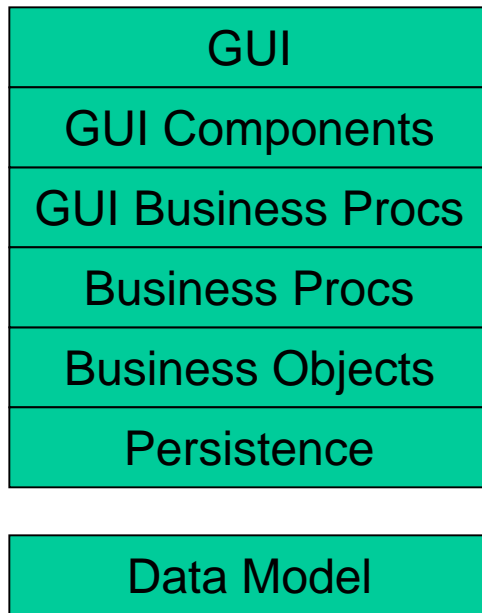 GUI
GUI Components
GUI Business Procs
Business Procs
Business Objects
Persistence
Data Model